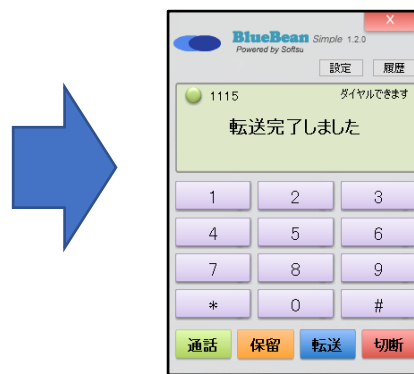 X
BlueBean Simple 1.2.0
Powered by Softsu
設定 履歴
1115 ダイヤルできます
転送完了しました
1 2 3
4 5 6
7 8 9
* 0 #
通話 保留 転送 切断